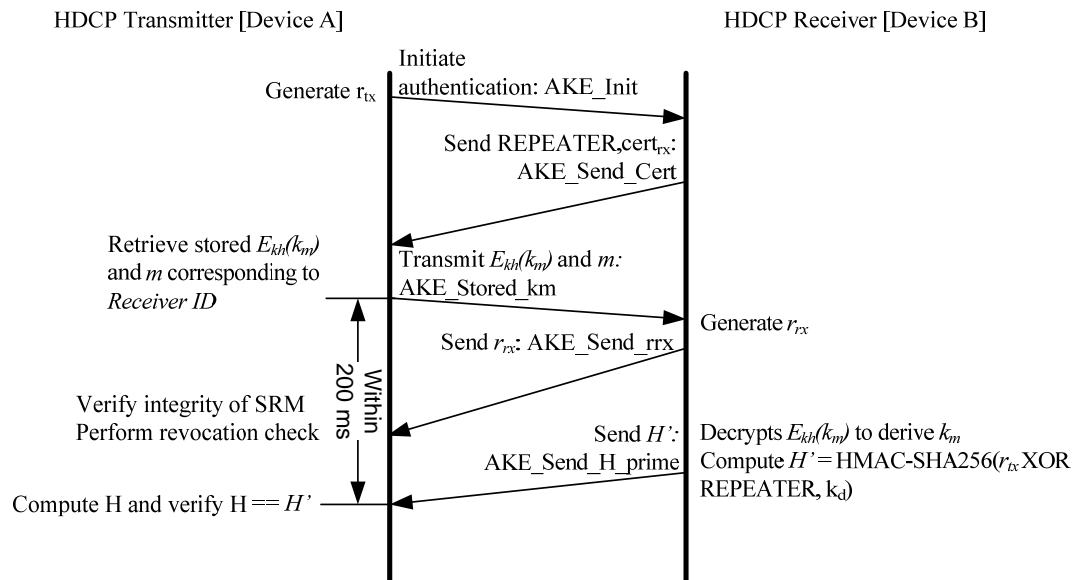 HDCP Transmitter [Device A]
HDCP Receiver [Device B]
Initiate
authentication: AKE_Init
Generate rtx
Send REPEATER,certrx:
AKE_Send_Cert
Retrieve stored Ekh(km)
and m corresponding to
Receiver ID
Transmit Ekh(km) and m:
AKE_Stored_km
Generate rrx
Send rrx: AKE_Send_rrx
Within
200 ms
Verify integrity of SRM
Perform revocation check
Send H’:
AKE_Send_H_prime
Decrypts Ekh(km) to derive km
Compute H’ = HMAC-SHA256(rtx XOR
REPEATER, kd)
Compute H and verify H == H’